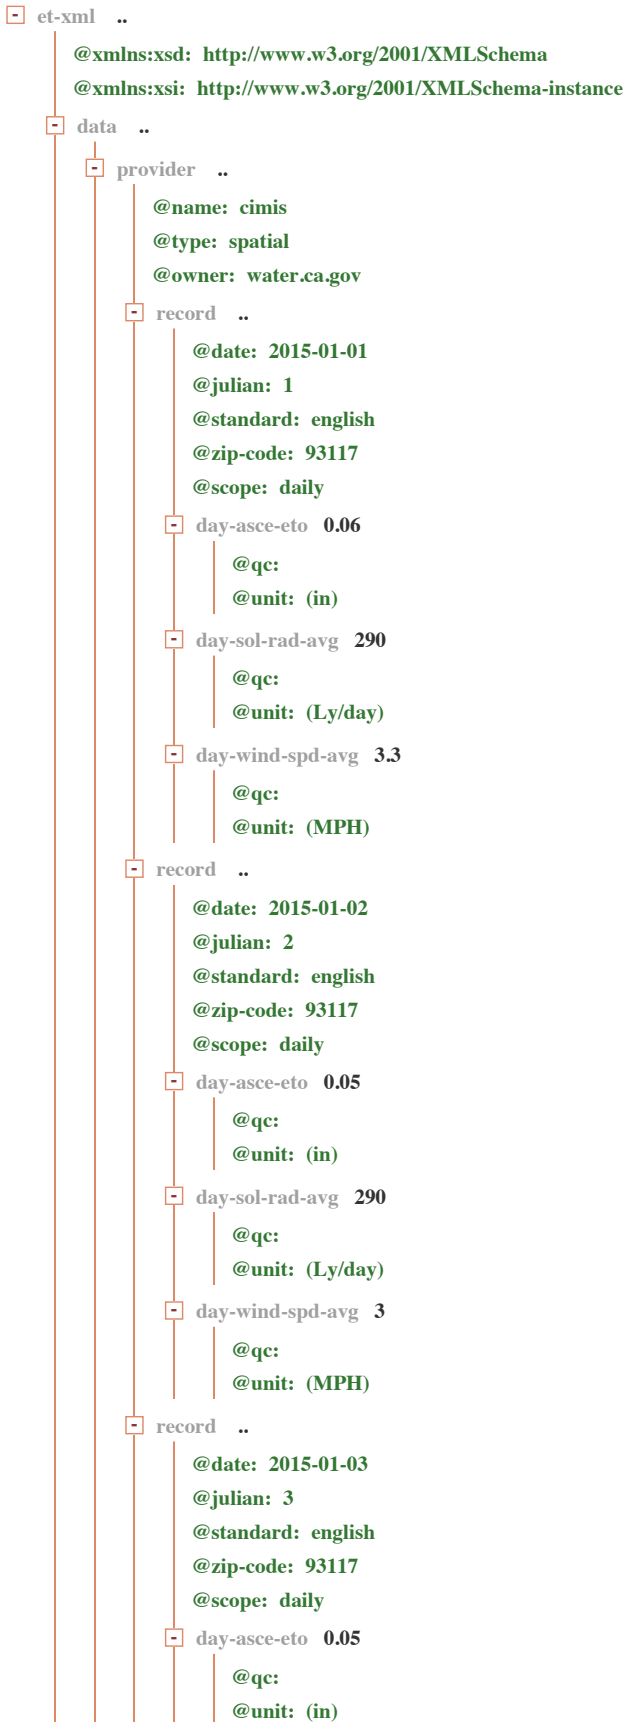 - et-xml ..
@xmlns:xsd: http://www.w3.org/2001/XMLSchema
@xmlns:xsi: http://www.w3.org/2001/XMLSchema-instance
- data ..
- provider ..
@name: cimis
@type: spatial
@owner: water.ca.gov
- record ..
@date: 2015-01-01
@julian: 1
@standard: english
@zip-code: 93117
@scope: daily
- day-asce-eto 0.06
@qc:
@unit: (in)
- day-sol-rad-avg 290
@qc:
@unit: (Ly/day)
- day-wind-spd-avg 3.3
@qc:
@unit: (MPH)
- record ..
@date: 2015-01-02
@julian: 2
@standard: english
@zip-code: 93117
@scope: daily
- day-asce-eto 0.05
@qc:
@unit: (in)
- day-sol-rad-avg 290
@qc:
@unit: (Ly/day)
- day-wind-spd-avg 3
@qc:
@unit: (MPH)
- record ..
@date: 2015-01-03
@julian: 3
@standard: english
@zip-code: 93117
@scope: daily
- day-asce-eto 0.05
@qc:
@unit: (in)